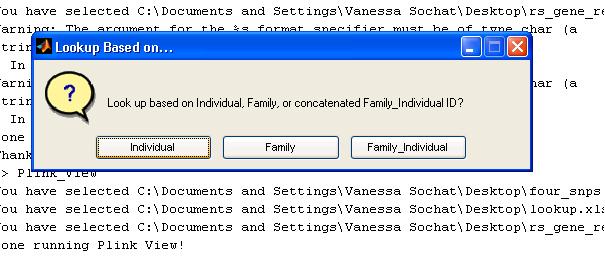 You have selected C:\Documents and Settings\Vanessa Sochat\Desktop\rs_gene_re
Warning: The argument for the %s format specifier must be of type char (a
strin
In
Warni char (a
strin
In
one
Thank
> Plink_View
You have selected C:\Documents and Settings\Vanessa Sochat\Desktop\four_snps
You have selected C:\Documents and Settings\Vanessa Sochat\Desktop\lookup.xls
You have selected C:\Documents and Settings\Vanessa Sochat\Desktop\rs_gene_re
one running Plink View!
Lookup Based on...
?
Look up based on Individual, Family, or concatenated Family_Individual ID?
Individual
Family
Family_Individual